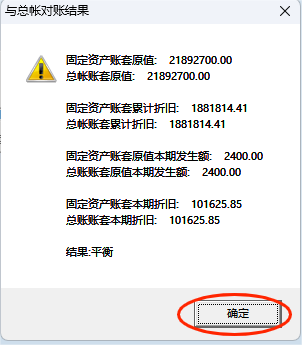 与总帐对账结果
固定资产账套原值: 21892700.00
总帐账套原值: 21892700.00
固定资产账套累计折旧: 1881814.41
总帐账套累计折旧: 1881814.41
固定资产账套原值本期发生额: 2400.00
总账账套原值本期发生额: 2400.00
固定资产账套本期折旧: 101625.85
总账账套本期折旧: 101625.85
结果:平衡
确定